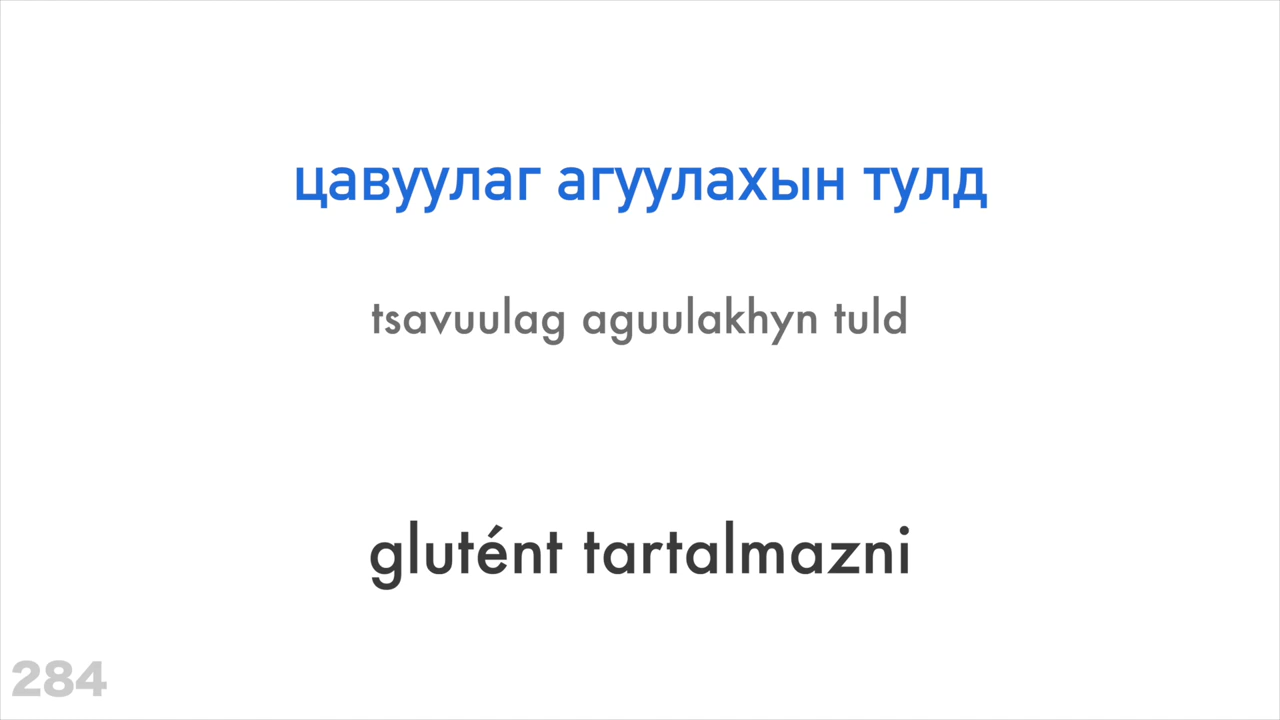 цавуулаг агуулахын тулд
tsavuulag aguulakhyn tuld
glutént tartalmazni
284